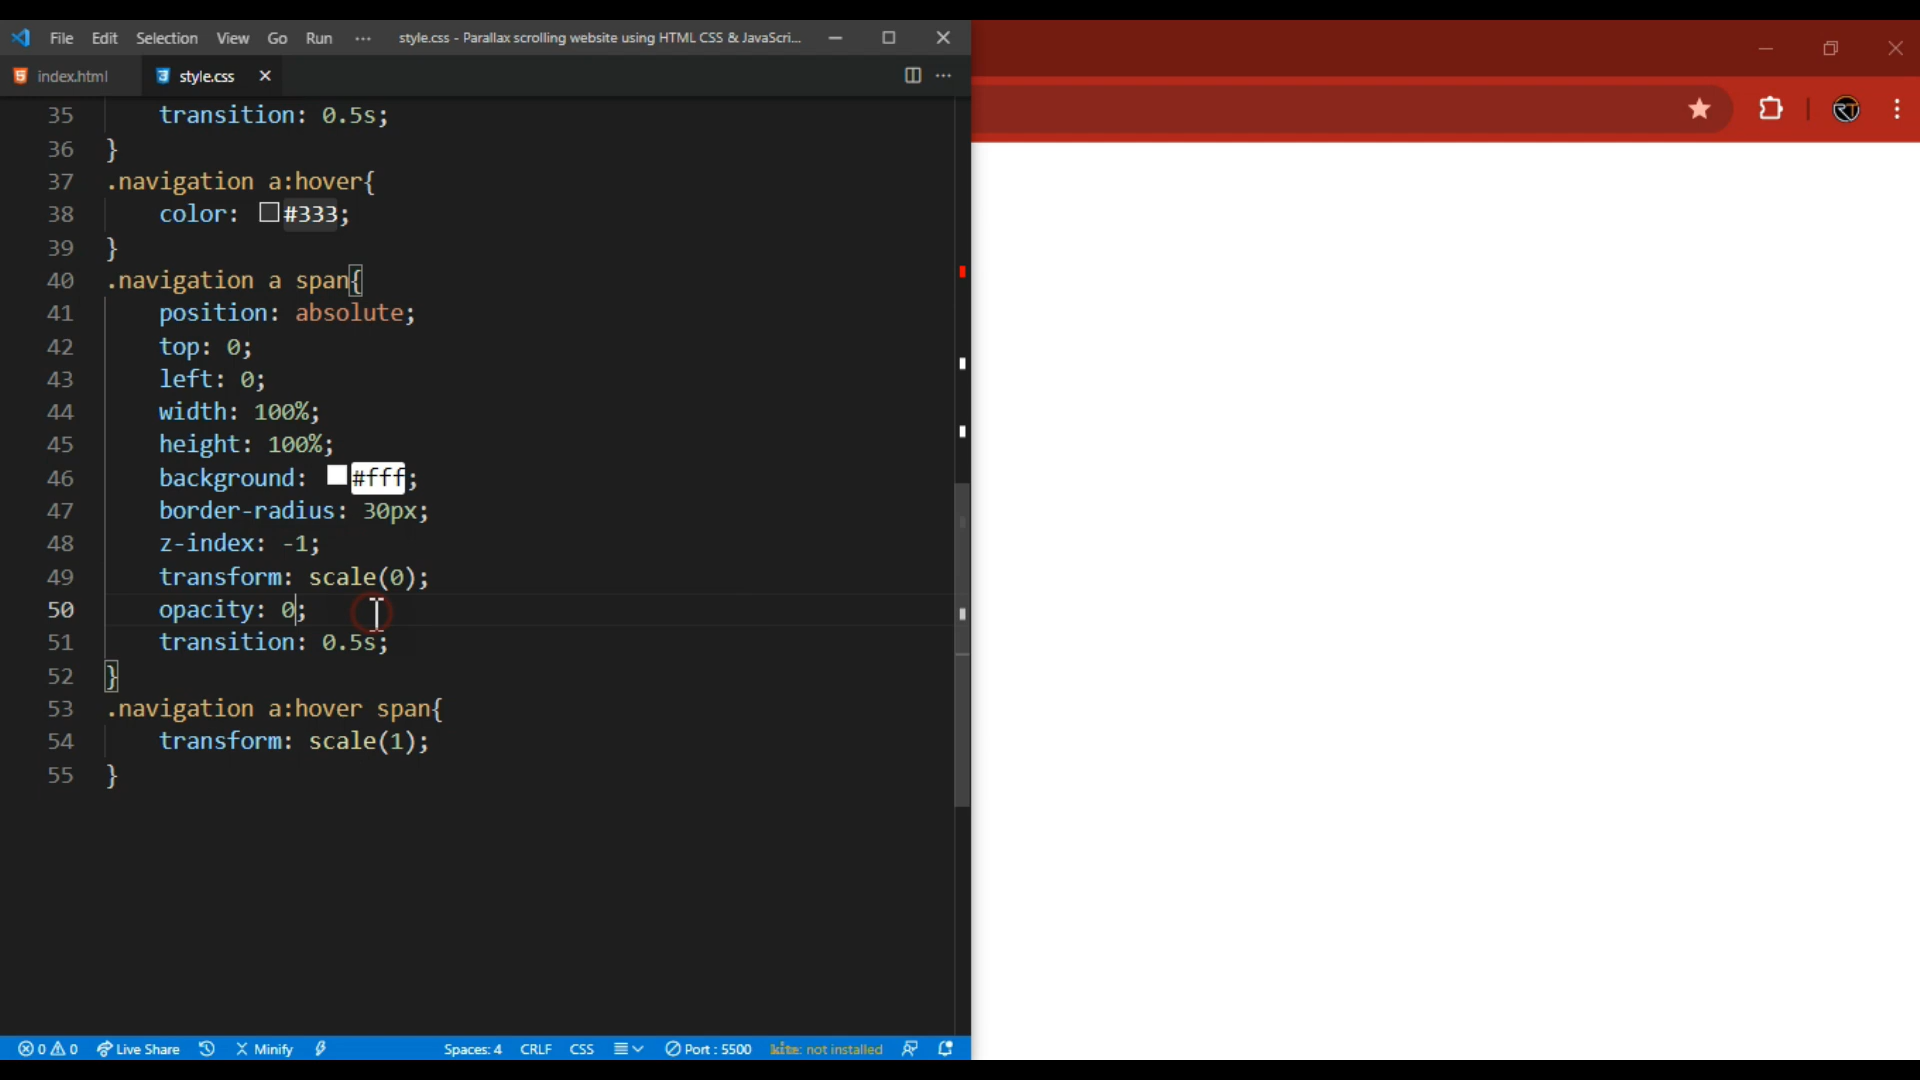 File Edit Selection View Go Run ··· style.css - Parallax scrolling website using HTML CSS & JavaScri...
index.html style.css
35 transition: 0.5s;
36 }
37 .navigation a:hover{
38 color: #333;
39 }
40 .navigation a span{
41 position: absolute;
42 top: 0;
43 left: 0;
44 width: 100%;
45 height: 100%;
46 background: #fff;
47 border-radius: 30px;
48 z-index: -1;
49 transform: scale(0);
50 opacity: 0;
51 transition: 0.5s;
52 }
53 .navigation a:hover span{
54 transform: scale(1);
55 }
0 0 Live Share Minify Spaces: 4 CRLF CSS Port : 5500 kite: not installed